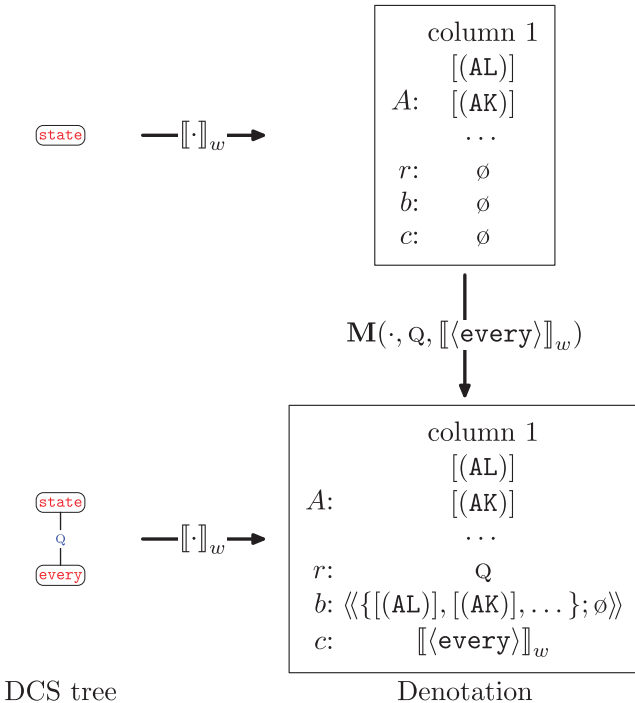 column 1
[(AL)]
A: [(AK)]
...
r: ø
b: ø
c: ø
state
⟦·⟧w
M(·, Q, ⟦⟨every⟩⟧w)
column 1
[(AL)]
A: [(AK)]
...
r: Q
b: ⟪{[(AL)], [(AK)], ...}; ø⟫
c: ⟦⟨every⟩⟧w
state
Q
every
⟦·⟧w
DCS tree
Denotation